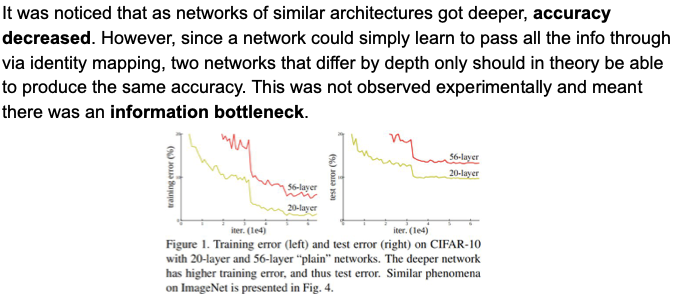 It was noticed that as networks of similar architectures got deeper, accuracy
decreased. However, since a network could simply learn to pass all the info through
via identity mapping, two networks that differ by depth only should in theory be able
to produce the same accuracy. This was not observed experimentally and meant
there was an information bottleneck.
training error (%)
56-layer
20-layer
iter. (1e4)
test error (%)
56-layer
20-layer
iter. (1e4)
Figure 1. Training error (left) and test error (right) on CIFAR-10
with 20-layer and 56-layer “plain” networks. The deeper network
has higher training error, and thus test error. Similar phenomena
on ImageNet is presented in Fig. 4.